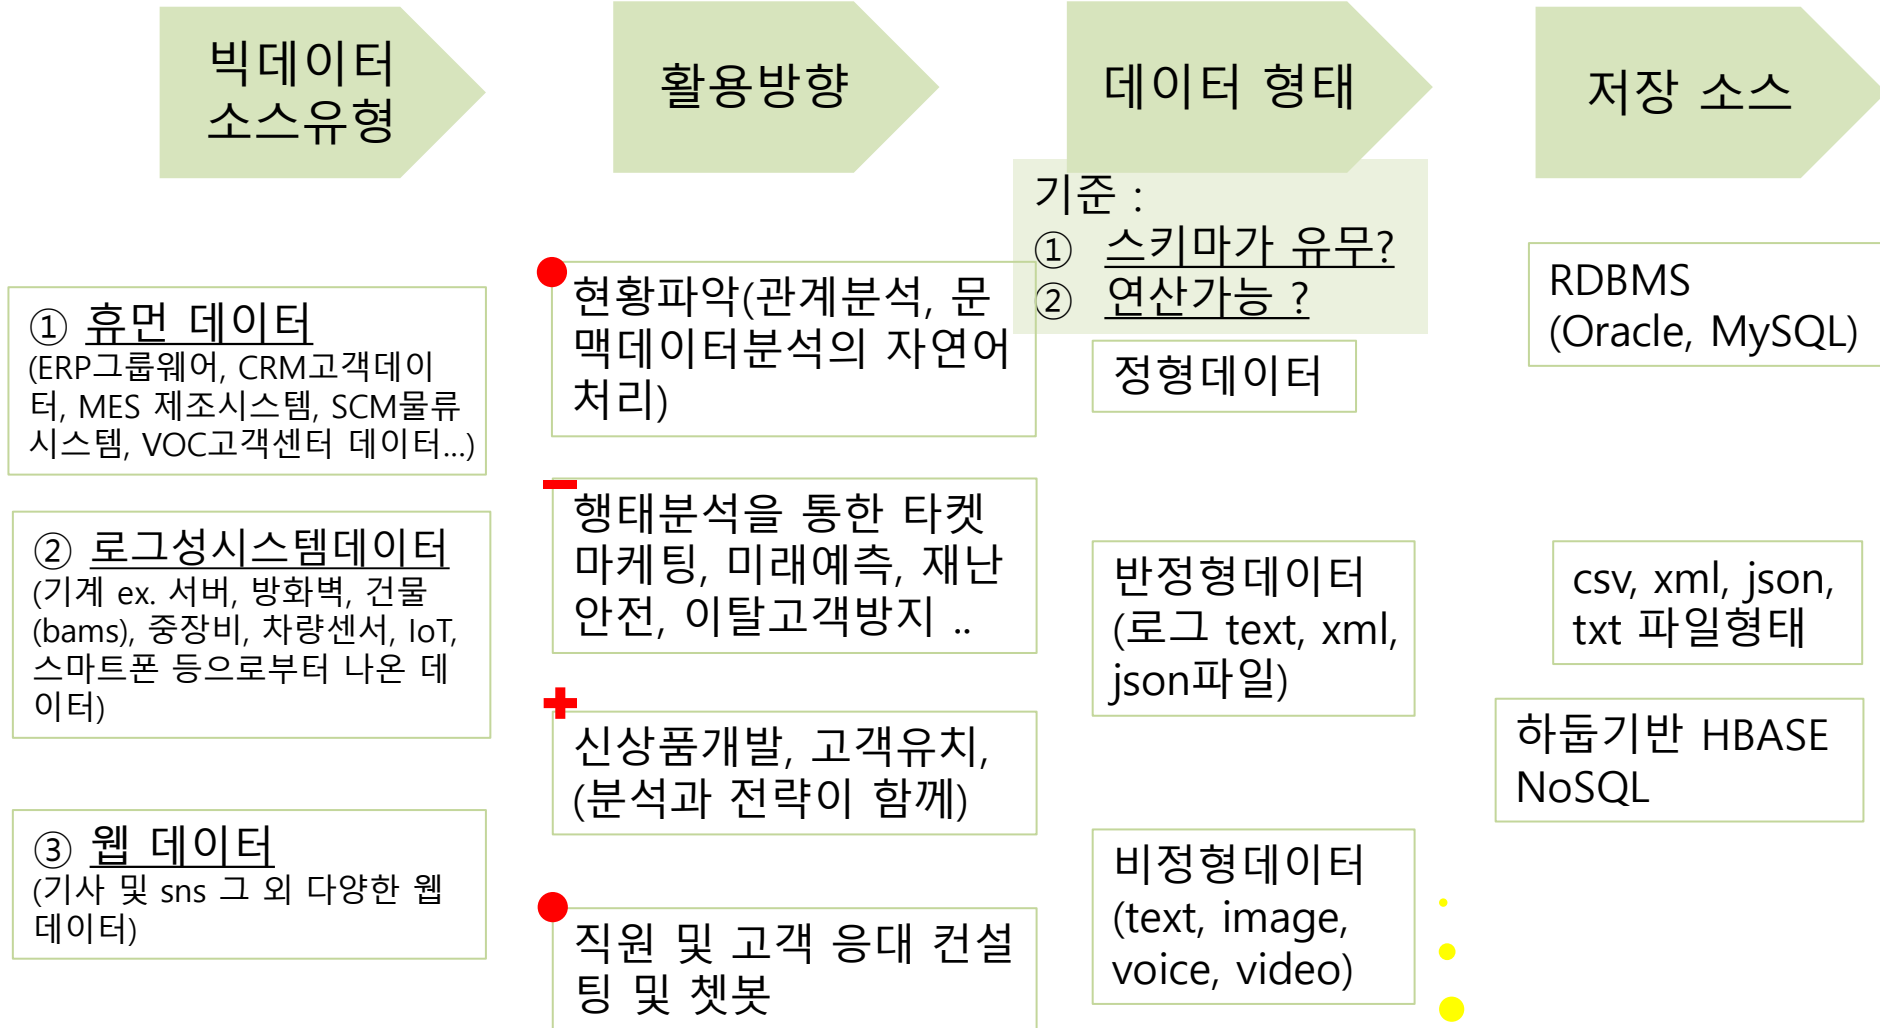 빅데이터
소스유형
활용방향
데이터 형태
저장 소스
① 휴먼 데이터
(ERP그룹웨어, CRM고객데이
터, MES 제조시스템, SCM물류
시스템, VOC고객센터 데이터...)
② 로그성시스템데이터
(기계 ex. 서버, 방화벽, 건물
(bams), 중장비, 차량센서, IoT,
스마트폰 등으로부터 나온 데
이터)
③ 웹 데이터
(기사 및 sns 그 외 다양한 웹
데이터)
현황파악(관계분석, 문
맥데이터분석의 자연어
처리)
행태분석을 통한 타켓
마케팅, 미래예측, 재난
안전, 이탈고객방지 ..
신상품개발, 고객유치,
(분석과 전략이 함께)
직원 및 고객 응대 컨설
팅 및 쳇봇
기준 :
① 스키마가 유무?
② 연산가능 ?
정형데이터
반정형데이터
(로그 text, xml,
json파일)
비정형데이터
(text, image,
voice, video)
RDBMS
(Oracle, MySQL)
csv, xml, json,
txt 파일형태
하둡기반 HBASE
NoSQL